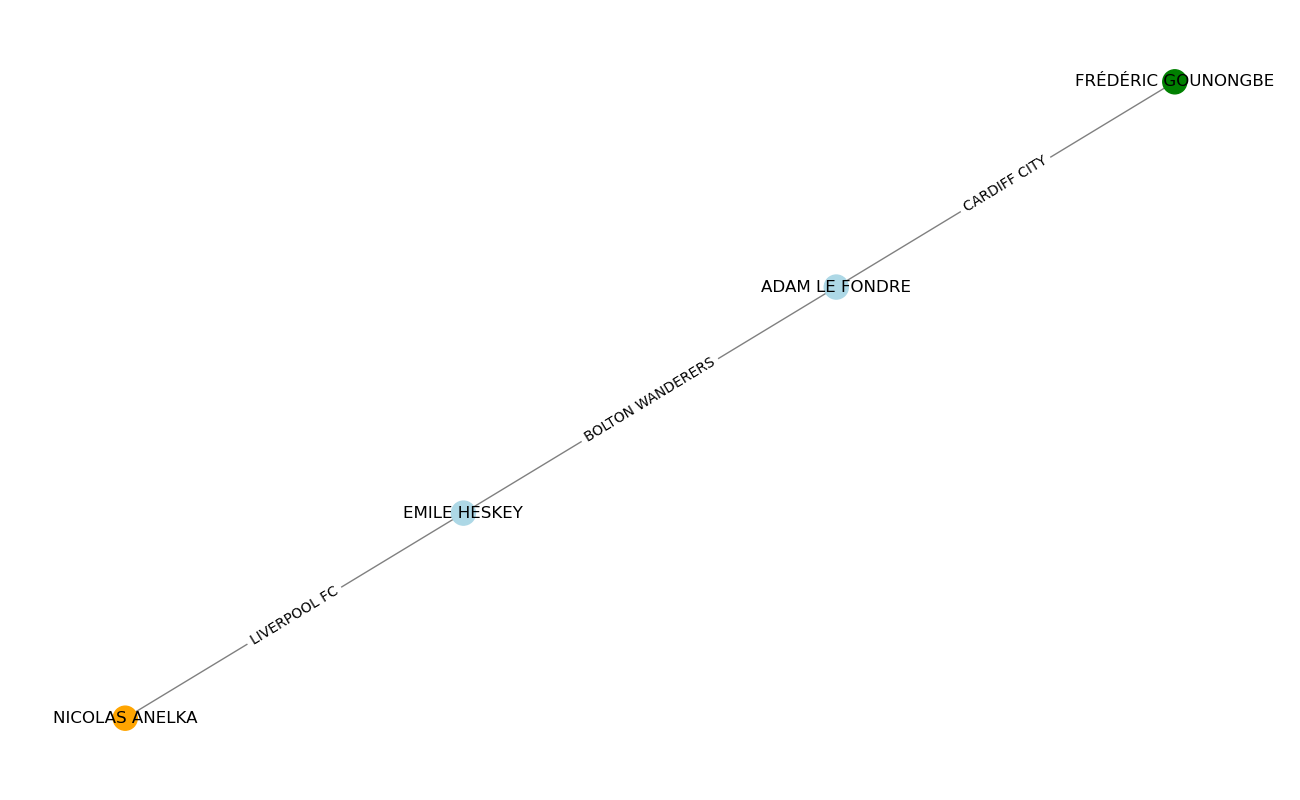 FRÉDÉRIC GOUNONGBE
CARDIFF CITY
ADAM LE FONDRE
BOLTON WANDERERS
EMILE HESKEY
LIVERPOOL FC
NICOLAS ANELKA